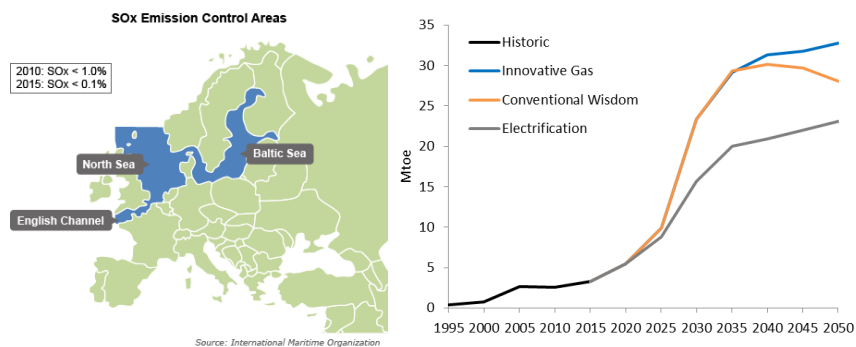 SOx Emission Control Areas
2010: SOx < 1.0%
2015: SOx < 0.1%
North Sea
Baltic Sea
English Channel
Source: International Maritime Organization
35
30
25
20
15
10
5
0
Mtoe
Historic
Innovative Gas
Conventional Wisdom
Electrification
1995 2000 2005 2010 2015 2020 2025 2030 2035 2040 2045 2050